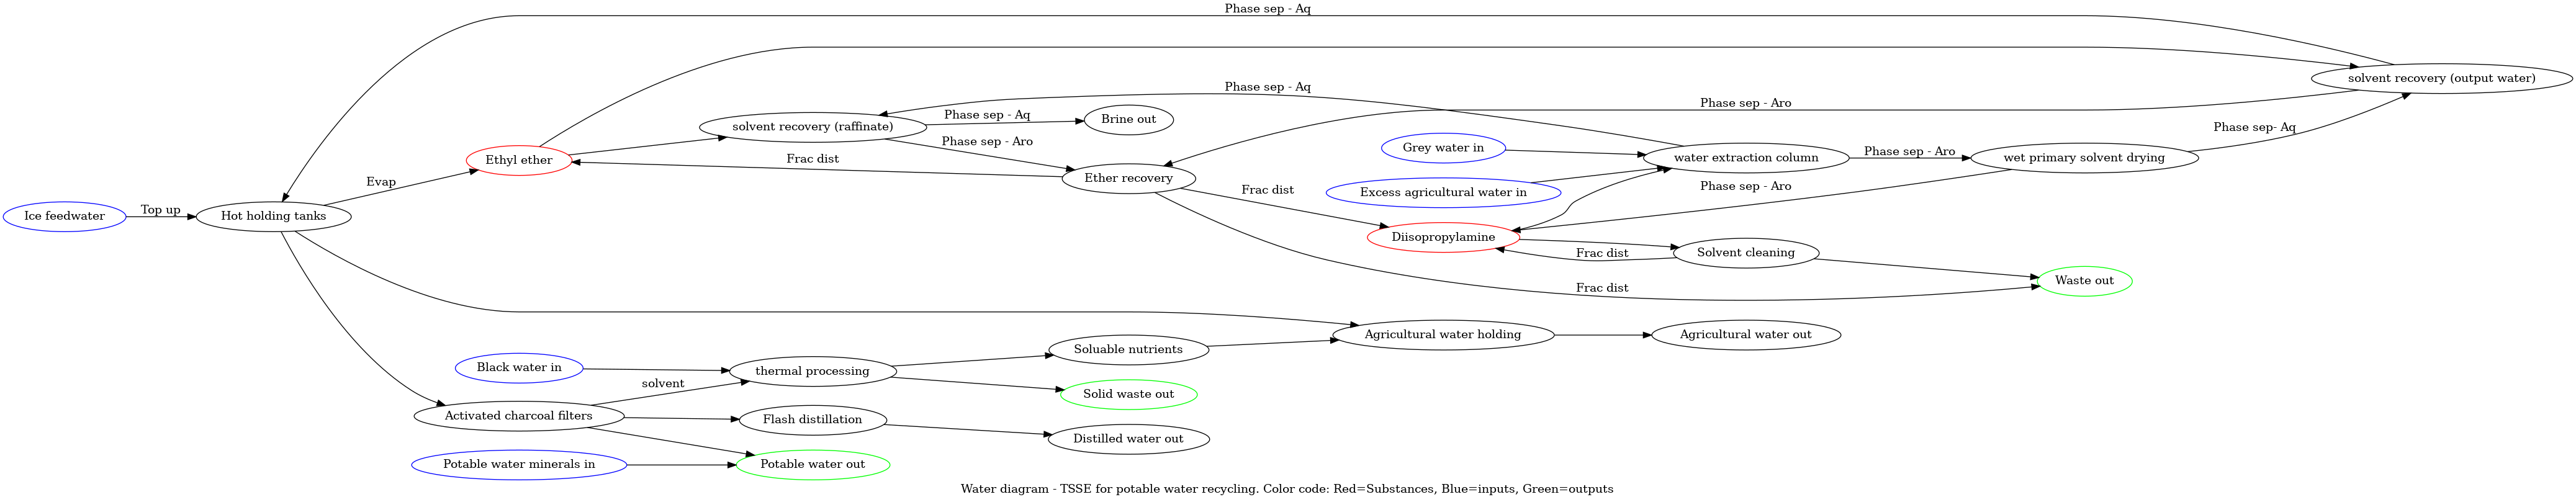 Phase sep - Aq
solvent recovery (output water)
Phase sep - Aq
Phase sep - Aro
Phase sep - Aq
Brine out
solvent recovery (raffinate)
Phase sep- Aq
Phase sep - Aro
Grey water in
Phase sep - Aro
Ethyl ether
Frac dist
water extraction column
wet primary solvent drying
Evap
Ether recovery
Frac dist
Excess agricultural water in
Phase sep - Aro
Ice feedwater
Top up
Hot holding tanks
Diisopropylamine
Frac dist
Solvent cleaning
Frac dist
Waste out
Agricultural water holding
Agricultural water out
Soluable nutrients
Black water in
thermal processing
solvent
Solid waste out
Activated charcoal filters
Flash distillation
Distilled water out
Potable water minerals in
Potable water out
Water diagram - TSSE for potable water recycling. Color code: Red=Substances, Blue=inputs, Green=outputs